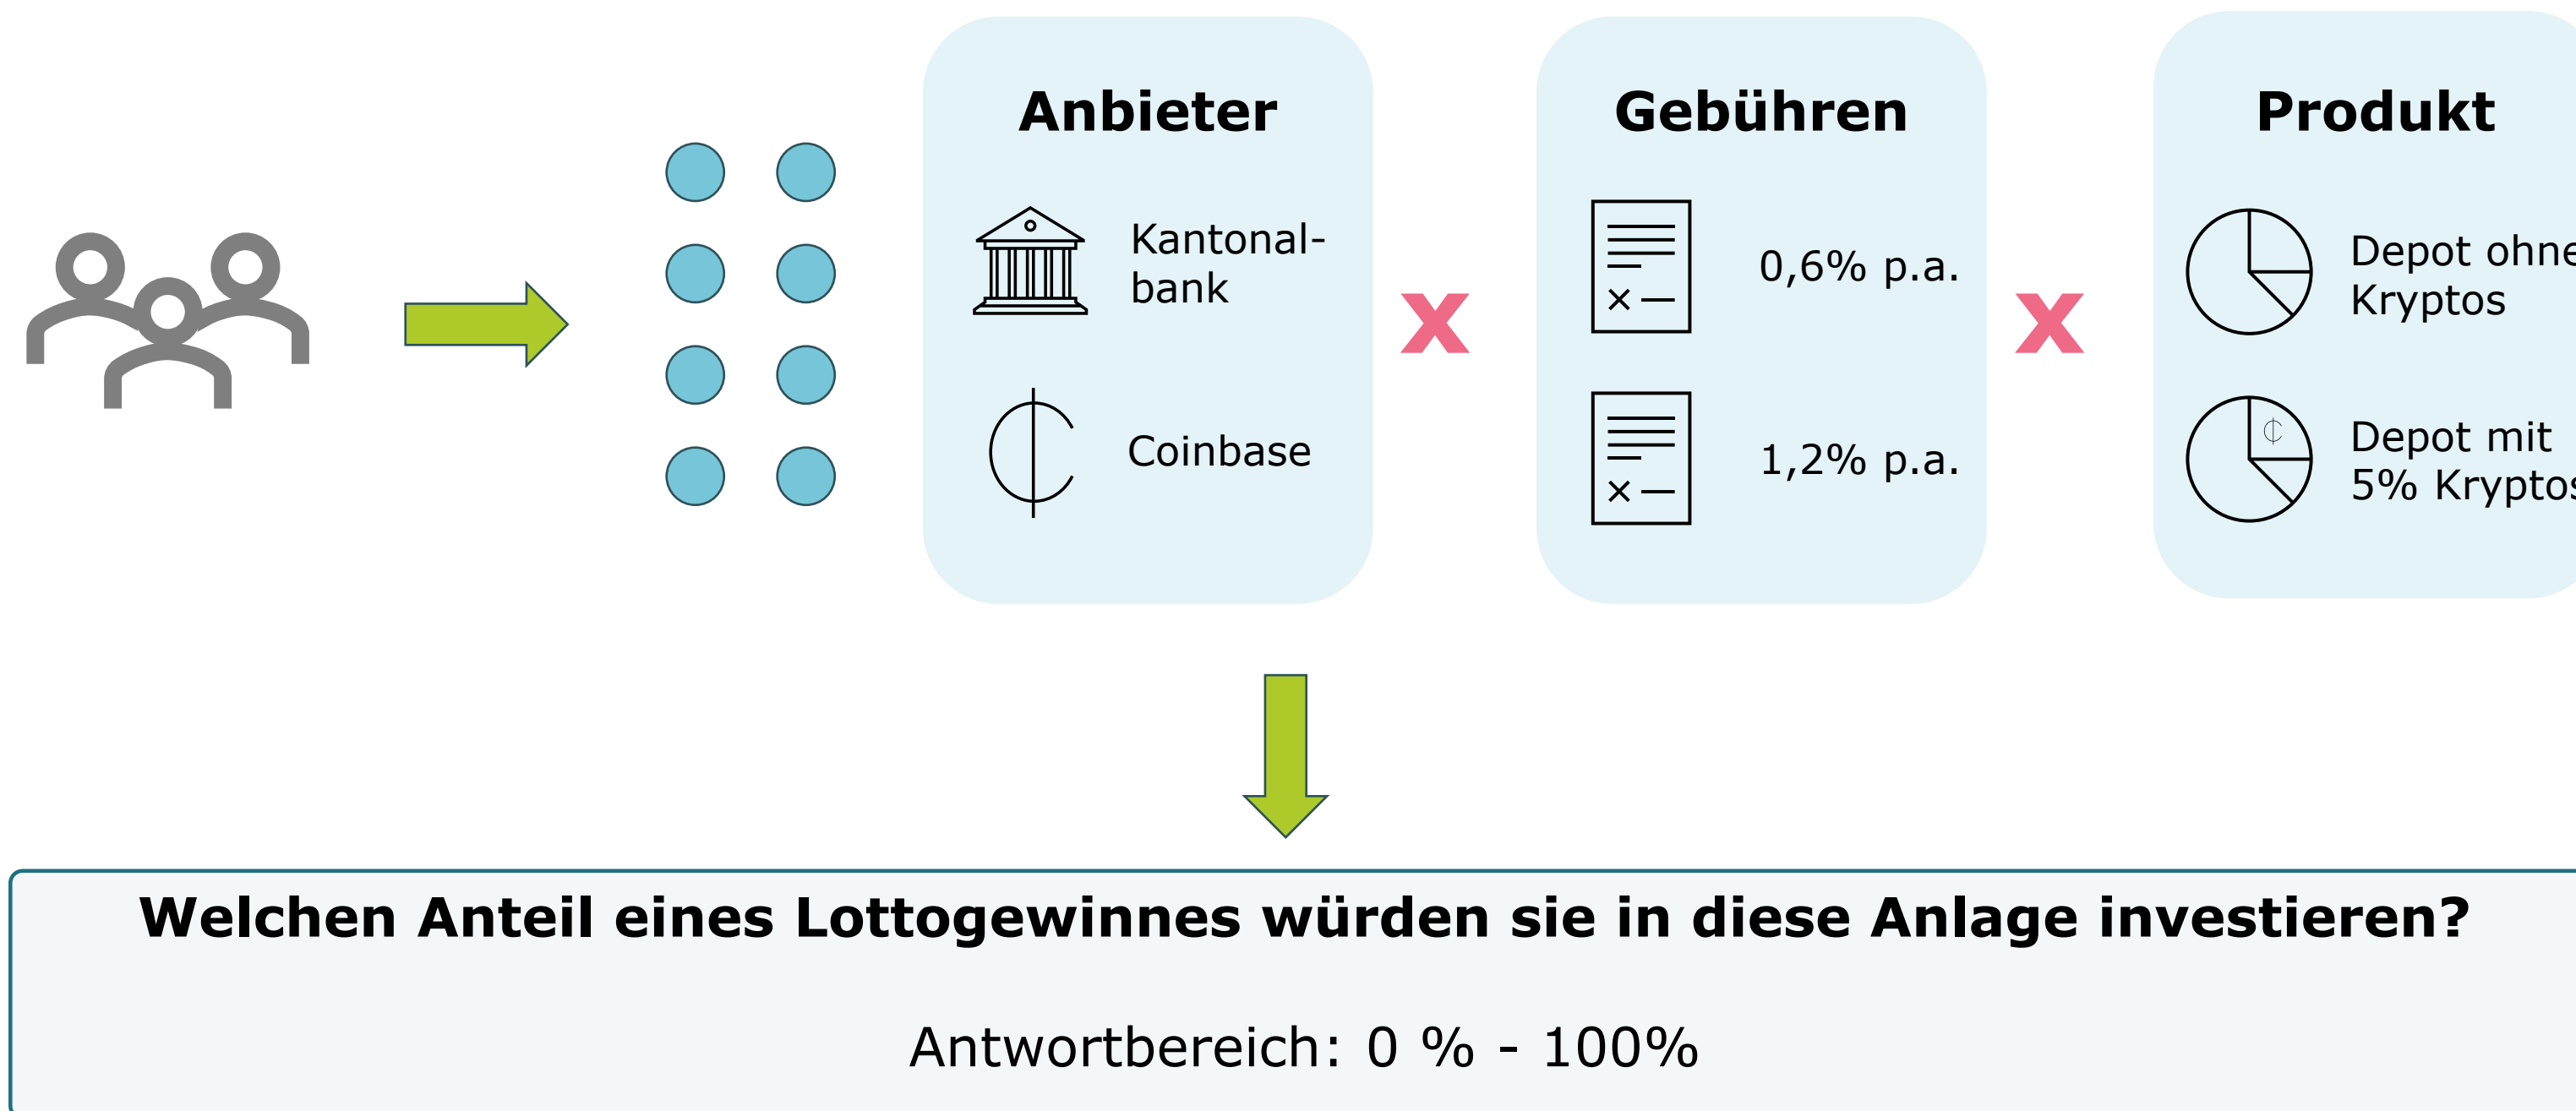 Anbieter
Kantonal-
bank
Coinbase
x
Gebühren
0,6% p.a.
1,2% p.a.
x
Produkt
Depot ohne
Kryptos
Depot mit
5% Kryptos
Welchen Anteil eines Lottogewinnes würden sie in diese Anlage investieren?
Antwortbereich: 0 % - 100%